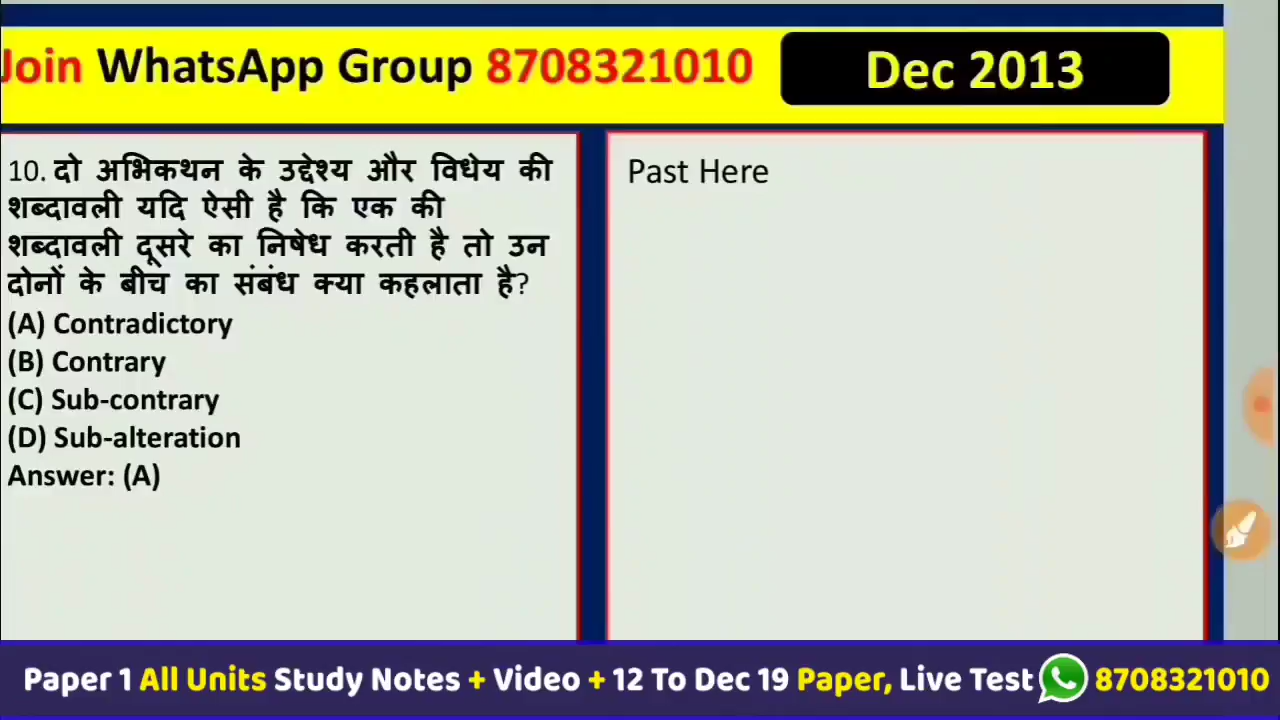 Join WhatsApp Group 8708321010
Dec 2013
10. दो अभिकथन के उद्देश्य और विधेय की
शब्दावली यदि ऐसी है कि एक की
शब्दावली दूसरे का निषेध करती है तो उन
दोनों के बीच का संबंध क्या कहलाता है?
(A) Contradictory
(B) Contrary
(C) Sub-contrary
(D) Sub-alteration
Answer: (A)
Past Here
Paper 1 All Units Study Notes + Video + 12 To Dec 19 Paper, Live Test 8708321010